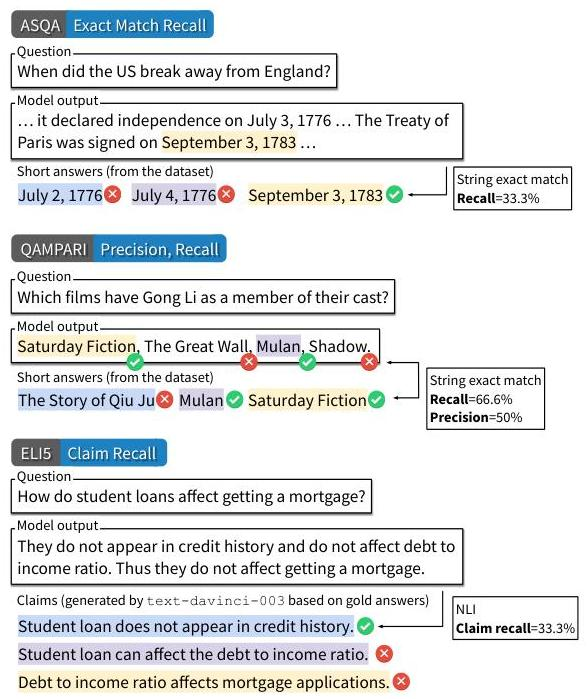 ASQA Exact Match Recall
Question
When did the US break away from England?
Model output
… it declared independence on July 3, 1776 … The Treaty of
Paris was signed on September 3, 1783 …
Short answers (from the dataset)
July 2, 1776 July 4, 1776 September 3, 1783
String exact match
Recall=33.3%
QAMPARI Precision, Recall
Question
Which films have Gong Li as a member of their cast?
Model output
Saturday Fiction, The Great Wall, Mulan, Shadow.
Short answers (from the dataset)
The Story of Qiu Ju Mulan Saturday Fiction
String exact match
Recall=66.6%
Precision=50%
ELI5 Claim Recall
Question
How do student loans affect getting a mortgage?
Model output
They do not appear in credit history and do not affect debt to
income ratio. Thus they do not affect getting a mortgage.
Claims (generated by text-davinci-003 based on gold answers)
Student loan does not appear in credit history.
Student loan can affect the debt to income ratio.
Debt to income ratio affects mortgage applications.
NLI
Claim recall=33.3%